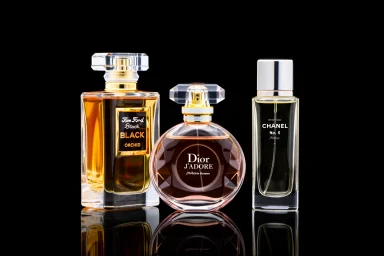 Tom Ford
Black
BLACK
ORCHID
Dior
J'ADORE
CHANEL
No. 5